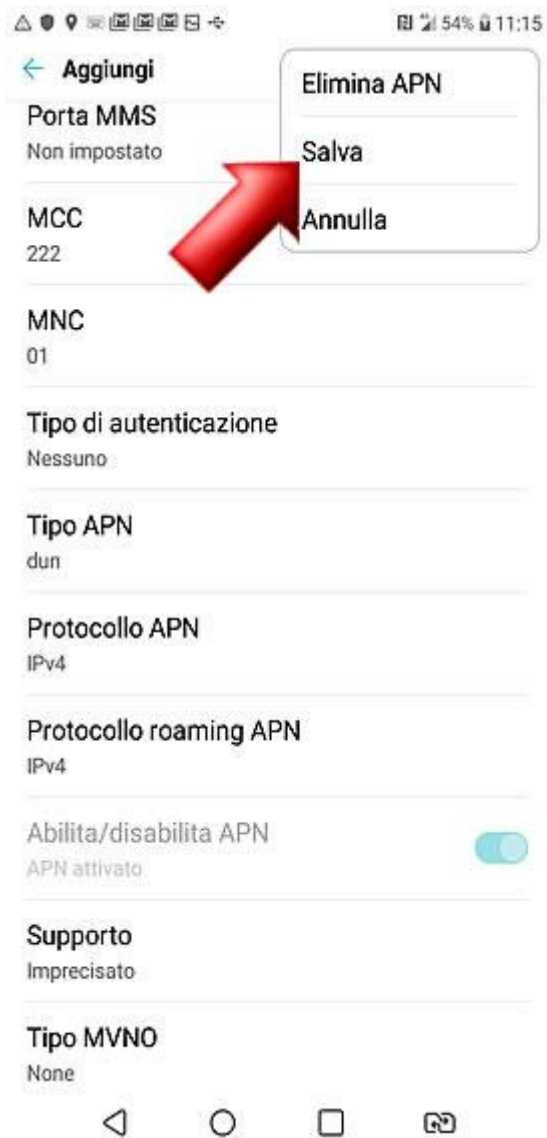 54% 11:15
Aggiungi
Elimina APN
Porta MMS
Non impostato
Salva
Annulla
MCC
222
MNC
01
Tipo di autenticazione
Nessuno
Tipo APN
dun
Protocollo APN
IPv4
Protocollo roaming APN
IPv4
Abilita/disabilita APN
APN attivato
Supporto
Imprecisato
Tipo MVNO
None